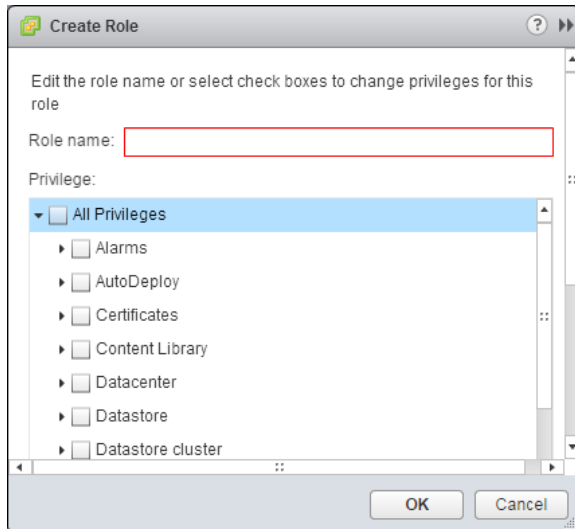 Create Role
?
Edit the role name or select check boxes to change privileges for this
role
Role name:
Privilege:
All Privileges
Alarms
AutoDeploy
Certificates
Content Library
Datacenter
Datastore
Datastore cluster
OK Cancel